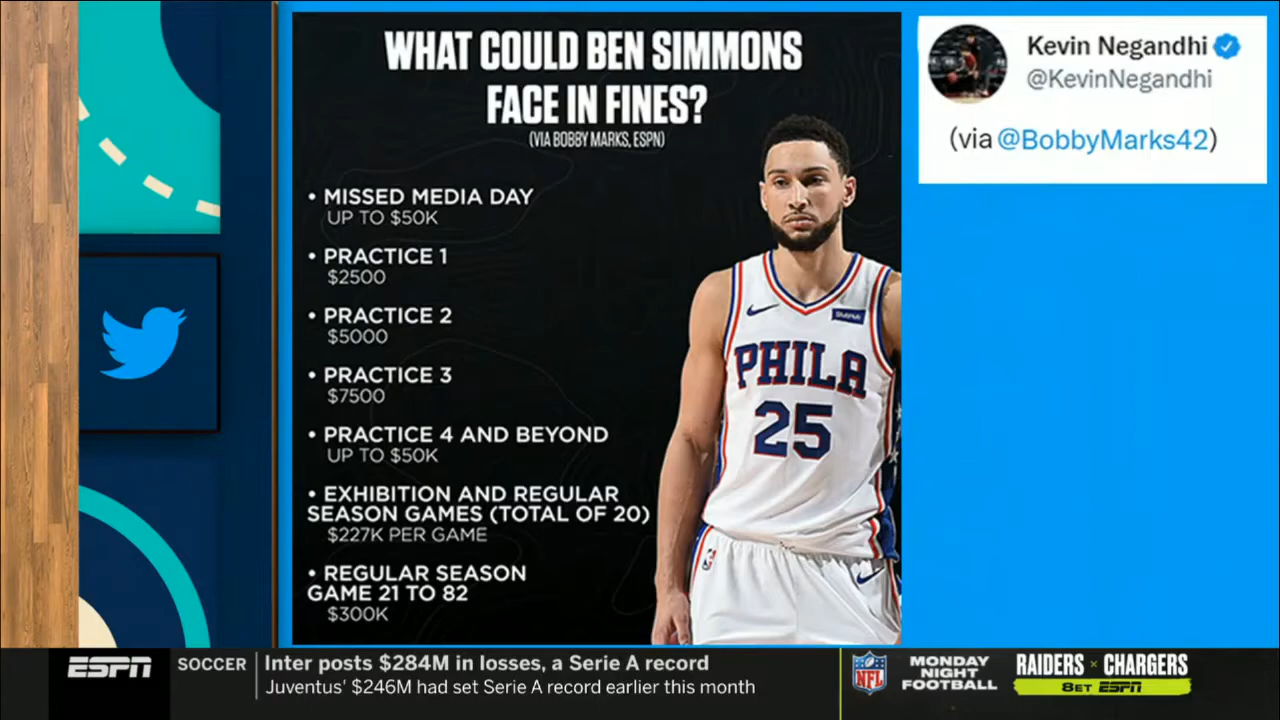 WHAT COULD BEN SIMMONS
FACE IN FINES?
(VIA BOBBY MARKS, ESPN)
• MISSED MEDIA DAY
UP TO $50K
• PRACTICE 1
$2500
• PRACTICE 2
$5000
• PRACTICE 3
$7500
• PRACTICE 4 AND BEYOND
UP TO $50K
• EXHIBITION AND REGULAR
SEASON GAMES (TOTAL OF 20)
$227K PER GAME
• REGULAR SEASON
GAME 21 TO 82
$300K
PHILA
25
Kevin Negandhi
@KevinNegandhi
(via @BobbyMarks42)
ESPN
SOCCER
Inter posts $284M in losses, a Serie A record
Juventus' $246M had set Serie A record earlier this month
NFL
MONDAY
NIGHT
FOOTBALL
RAIDERS × CHARGERS
8ET ESPN